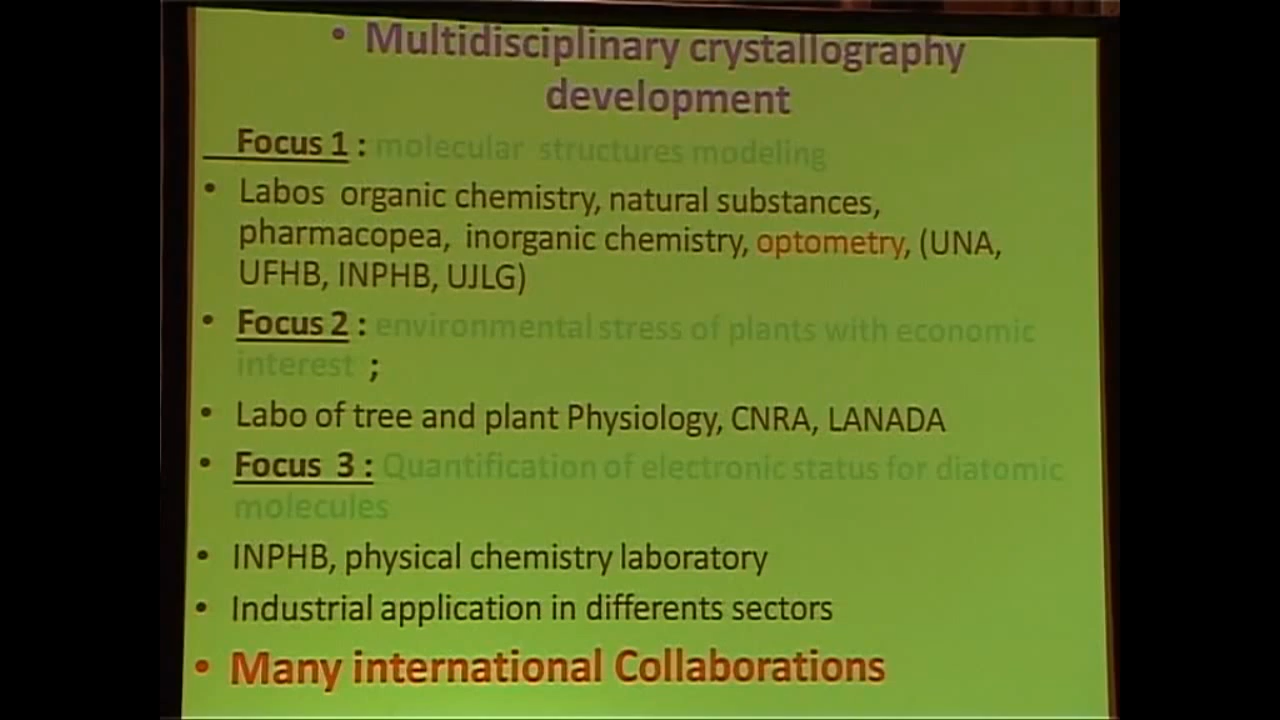 • Multidisciplinary crystallography
development
Focus 1 : molecular structures modeling
• Labos organic chemistry, natural substances,
pharmacopea, inorganic chemistry, optometry, (UNA,
UFHB, INPHB, UJLG)
• Focus 2 : environmental stress of plants with economic
interest ;
• Labo of tree and plant Physiology, CNRA, LANADA
• Focus 3 : Quantification of electronic status for diatomic
molecules
• INPHB, physical chemistry laboratory
• Industrial application in differents sectors
• Many international Collaborations